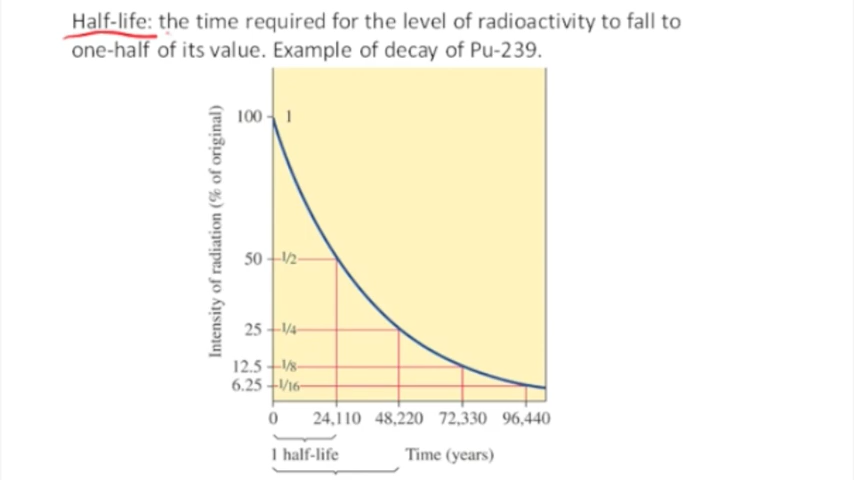 Half-life: the time required for the level of radioactivity to fall to
one-half of its value. Example of decay of Pu-239.
Intensity of radiation (% of original)
100 1
50 1/2
25 1/4
12.5 1/8
6.25 1/16
0 24,110 48,220 72,330 96,440
1 half-life Time (years)